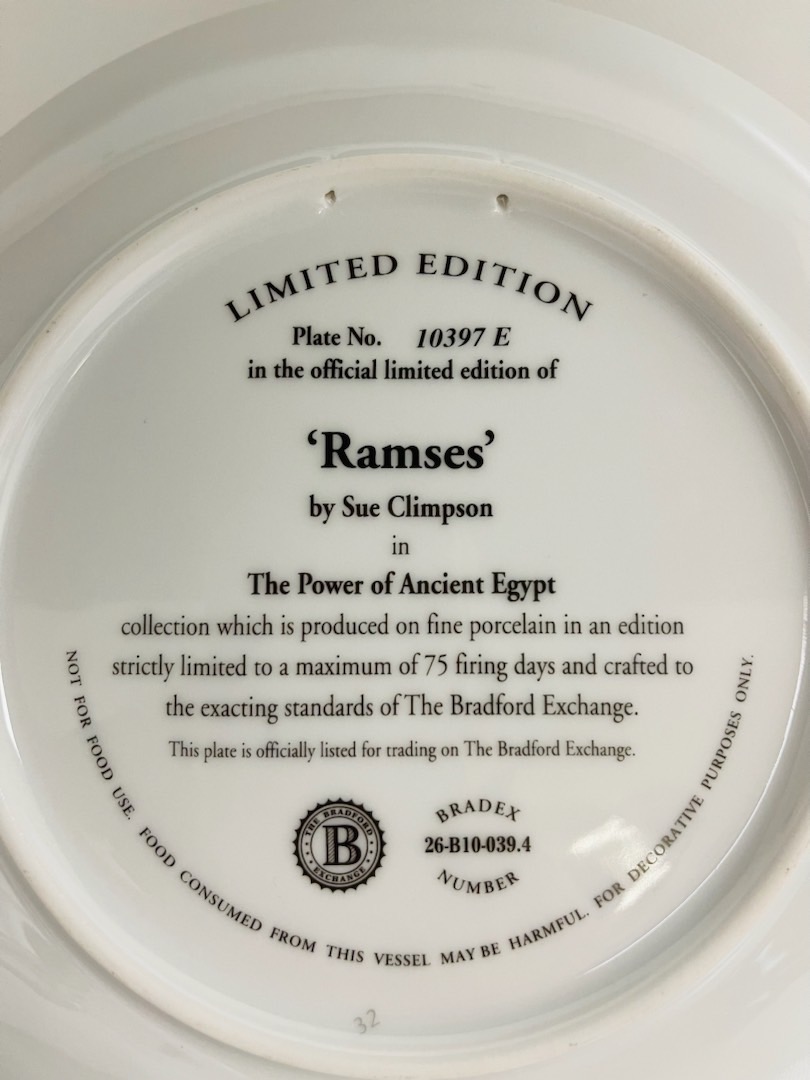 LIMITED EDITION
Plate No. 10397 E
in the official limited edition of
‘Ramses’
by Sue Climpson
in
The Power of Ancient Egypt
collection which is produced on fine porcelain in an edition
strictly limited to a maximum of 75 firing days and crafted to
the exacting standards of The Bradford Exchange.
This plate is officially listed for trading on The Bradford Exchange.
THE BRADFORD
B
EXCHANGE
BRADEX
26-B10-039.4
NUMBER
NOT FOR FOOD USE. FOOD CONSUMED FROM THIS VESSEL MAY BE HARMFUL. FOR DECORATIVE PURPOSES ONLY.
32